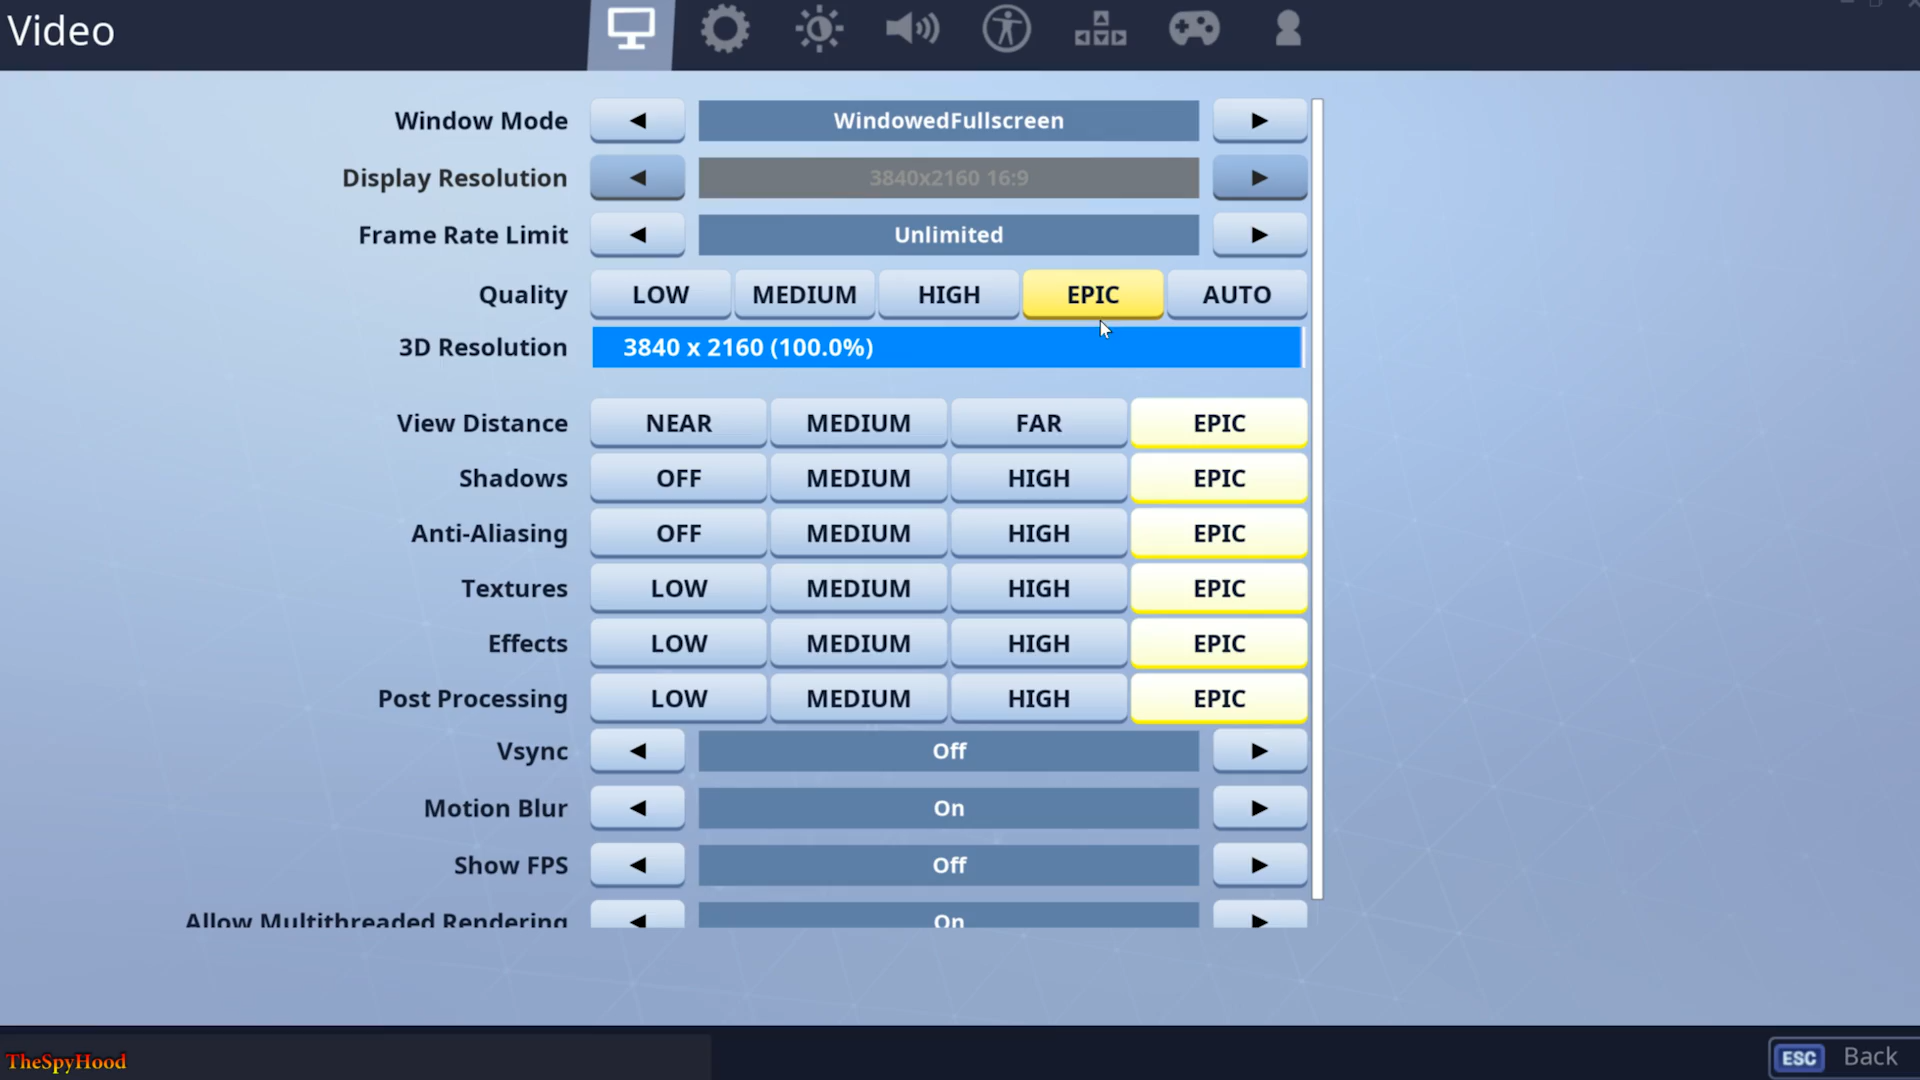 Video
Window Mode WindowedFullscreen
Display Resolution 3840x2160 16:9
Frame Rate Limit Unlimited
Quality LOW MEDIUM HIGH EPIC AUTO
3D Resolution 3840 x 2160 (100.0%)
View Distance NEAR MEDIUM FAR EPIC
Shadows OFF MEDIUM HIGH EPIC
Anti-Aliasing OFF MEDIUM HIGH EPIC
Textures LOW MEDIUM HIGH EPIC
Effects LOW MEDIUM HIGH EPIC
Post Processing LOW MEDIUM HIGH EPIC
Vsync Off
Motion Blur On
Show FPS Off
Allow Multithreaded Rendering On
TheSpyHood ESC Back